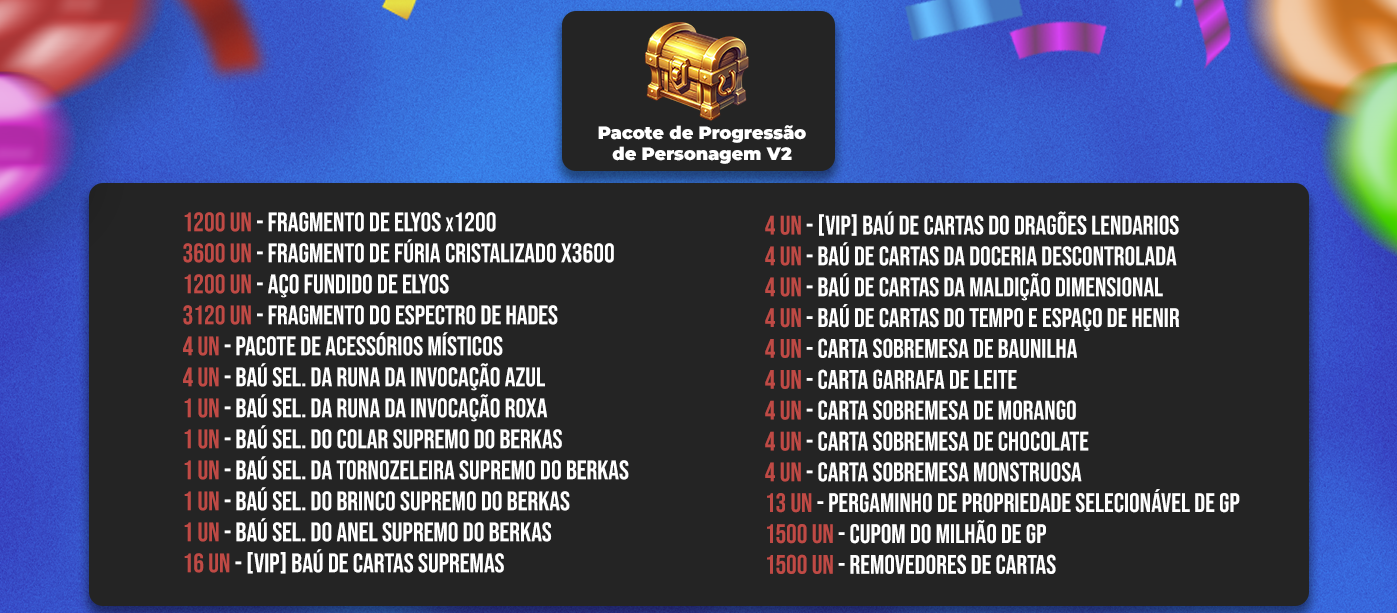 Pacote de Progressão
de Personagem V2
1200 UN - FRAGMENTO DE ELYOS x1200
3600 UN - FRAGMENTO DE FÚRIA CRISTALIZADO X3600
1200 UN - AÇO FUNDIDO DE ELYOS
3120 UN - FRAGMENTO DO ESPECTRO DE HADES
4 UN - PACOTE DE ACESSÓRIOS MÍSTICOS
4 UN - BAÚ SEL. DA RUNA DA INVOCAÇÃO AZUL
1 UN - BAÚ SEL. DA RUNA DA INVOCAÇÃO ROXA
1 UN - BAÚ SEL. DO COLAR SUPREMO DO BERKAS
1 UN - BAÚ SEL. DA TORNOZELEIRA SUPREMO DO BERKAS
1 UN - BAÚ SEL. DO BRINCO SUPREMO DO BERKAS
1 UN - BAÚ SEL. DO ANEL SUPREMO DO BERKAS
16 UN - [VIP] BAÚ DE CARTAS SUPREMAS
4 UN - [VIP] BAÚ DE CARTAS DO DRAGÕES LENDARIOS
4 UN - BAÚ DE CARTAS DA DOCERIA DESCONTROLADA
4 UN - BAÚ DE CARTAS DA MALDIÇÃO DIMENSIONAL
4 UN - BAÚ DE CARTAS DO TEMPO E ESPAÇO DE HENIR
4 UN - CARTA SOBREMESA DE BAUNILHA
4 UN - CARTA GARRAFA DE LEITE
4 UN - CARTA SOBREMESA DE MORANGO
4 UN - CARTA SOBREMESA DE CHOCOLATE
4 UN - CARTA SOBREMESA MONSTRUOSA
13 UN - PERGAMINHO DE PROPRIEDADE SELECIONÁVEL DE GP
1500 UN - CUPOM DO MILHÃO DE GP
1500 UN - REMOVEDORES DE CARTAS